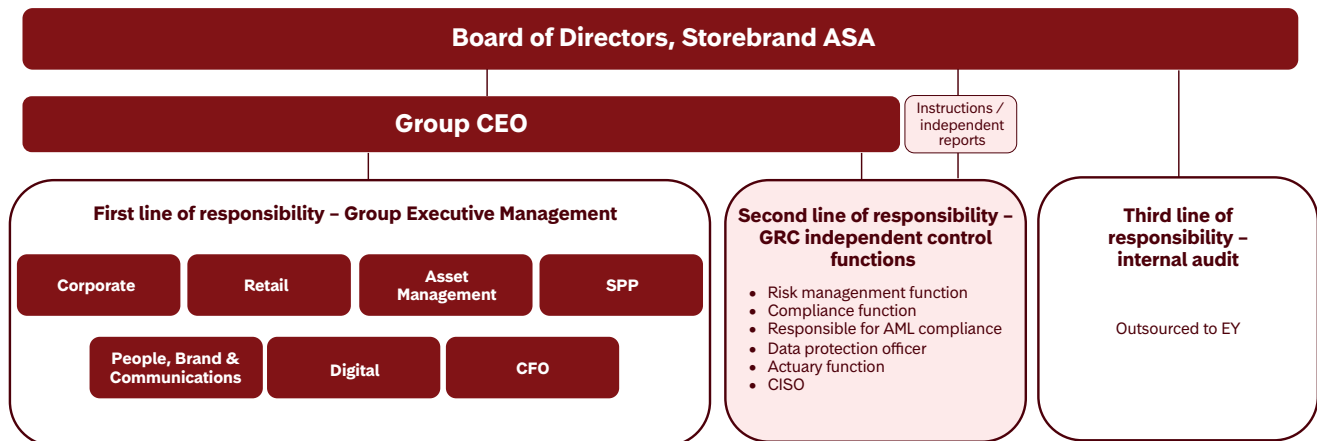 Board of Directors, Storebrand ASA
Group CEO
Instructions /
independent
reports
First line of responsibility – Group Executive Management
Corporate
Retail
Asset
Management
SPP
People, Brand &
Communications
Digital
CFO
Second line of responsibility –
GRC independent control
functions
• Risk managenment function
• Compliance function
• Responsible for AML compliance
• Data protection officer
• Actuary function
• CISO
Third line of
responsibility –
internal audit
Outsourced to EY